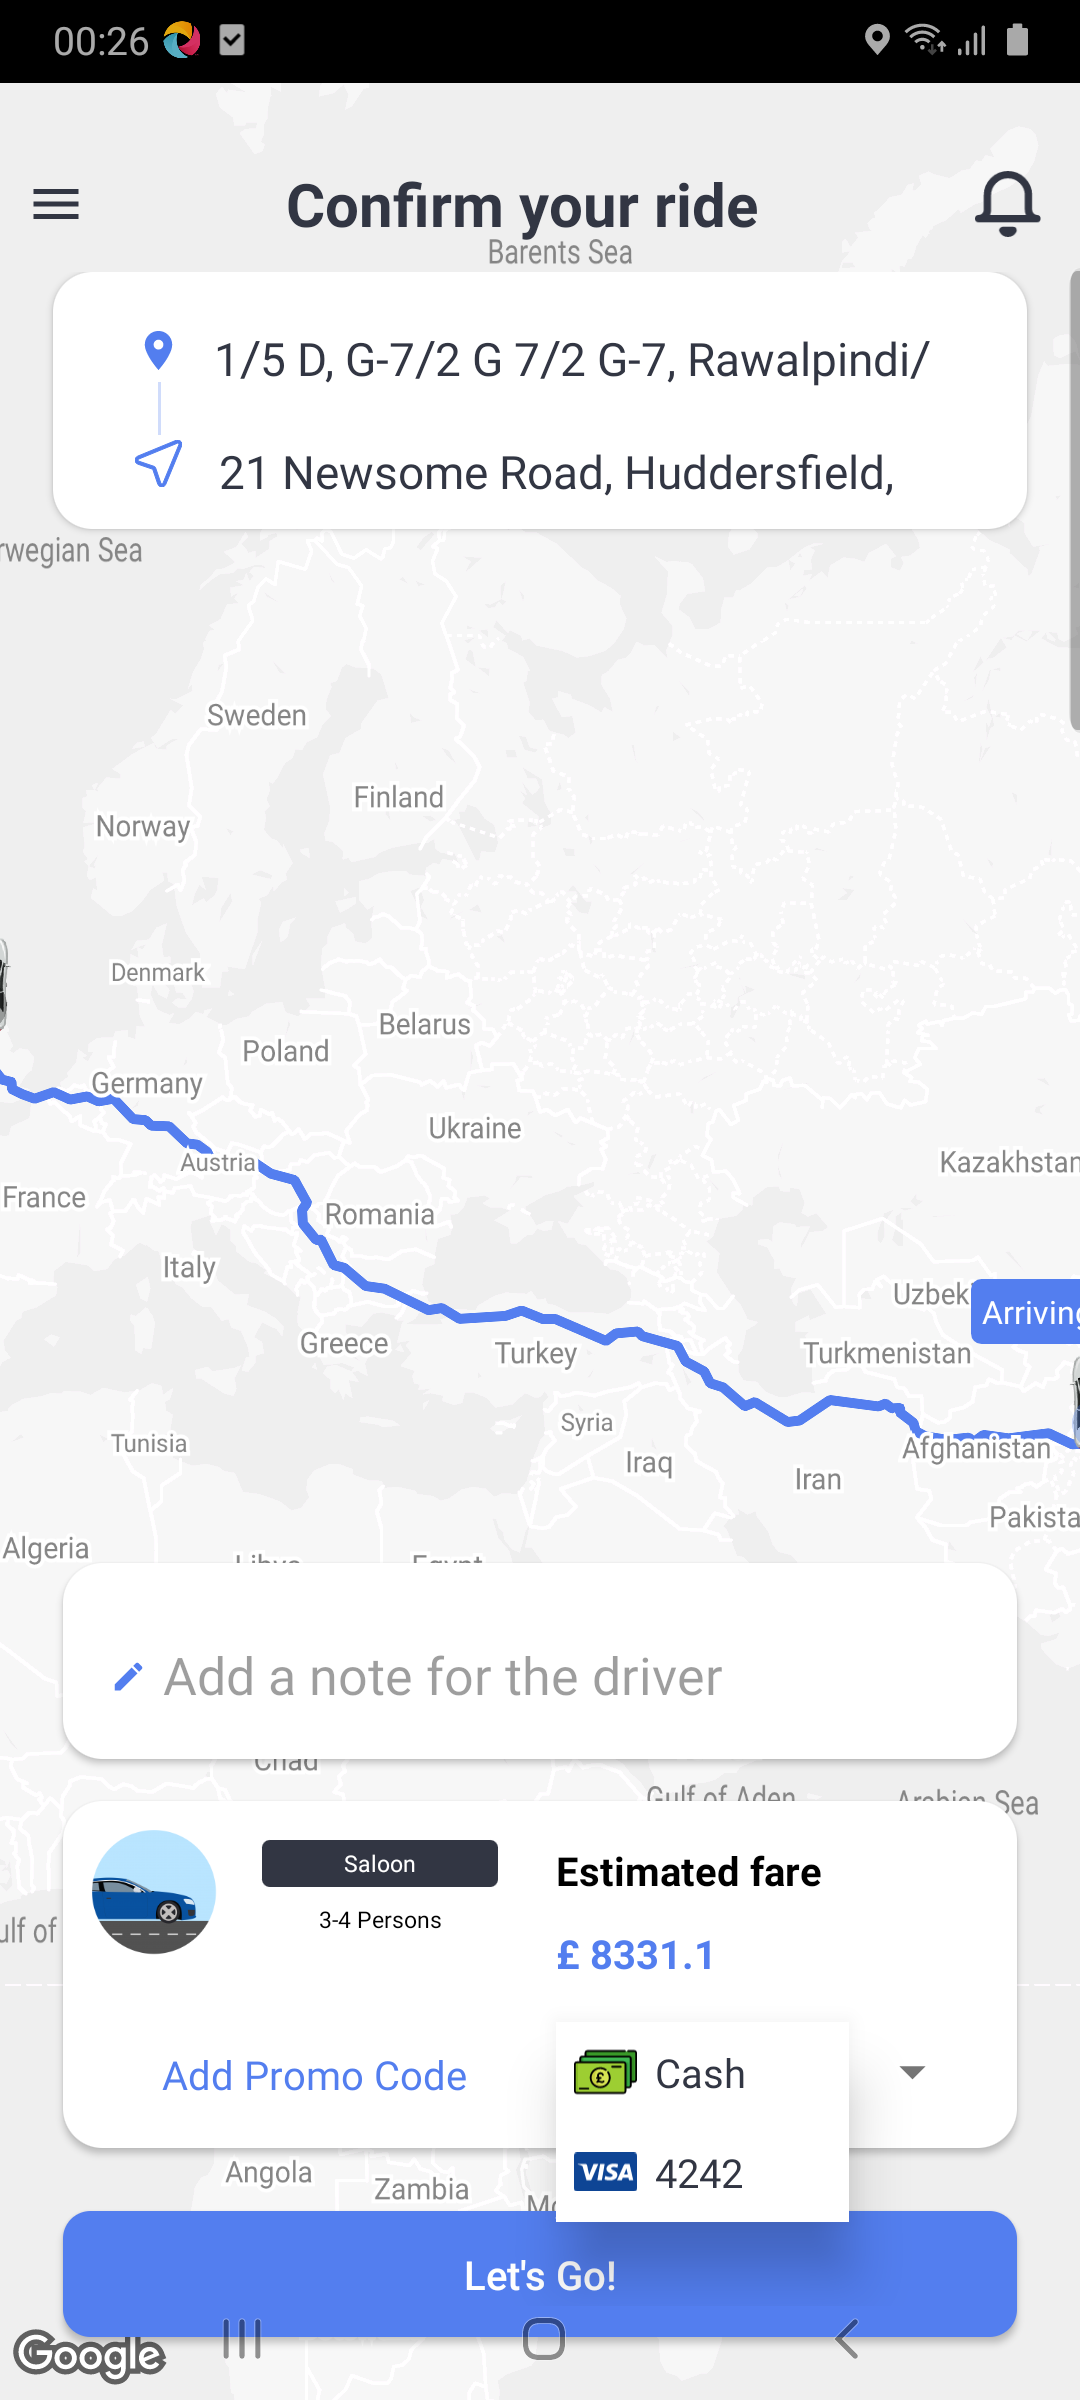 00:26
Confirm your ride
Barents Sea
1/5 D, G-7/2 G 7/2 G-7, Rawalpindi/
21 Newsome Road, Huddersfield,
rwegian Sea
Sweden
Finland
Norway
Denmark
Belarus
Poland
Germany
Ukraine
Austria
Kazakhstan
France
Romania
Italy
Uzbek
Arriving
Greece
Turkey
Turkmenistan
Syria
Tunisia
Iraq
Afghanistan
Iran
Pakista
Algeria
Libya
Egypt
Add a note for the driver
Chad
Gulf of Aden
Arabian Sea
Saloon
Estimated fare
3-4 Persons
ulf of
£ 8331.1
Add Promo Code
£
Cash
VISA
4242
Angola
Zambia
Mo
Let's Go!
Google